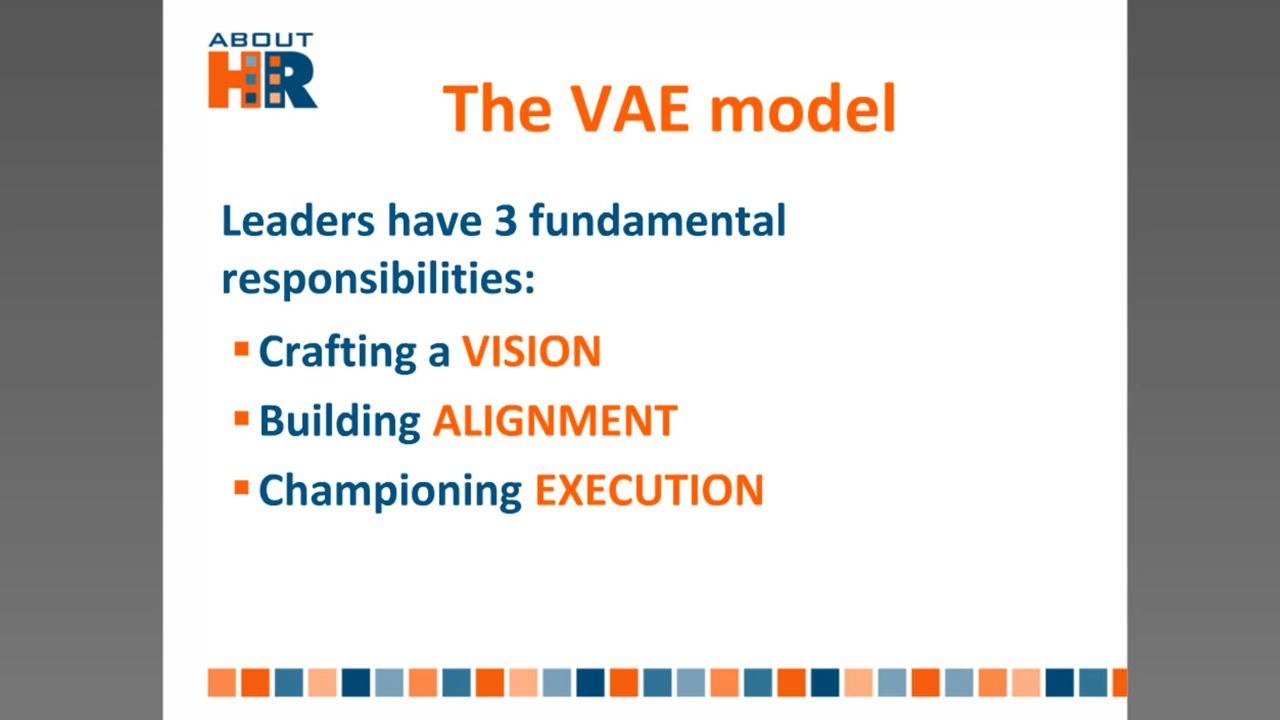 ABOUT
HR
The VAE model
Leaders have 3 fundamental
responsibilities:
Crafting a VISION
Building ALIGNMENT
Championing EXECUTION